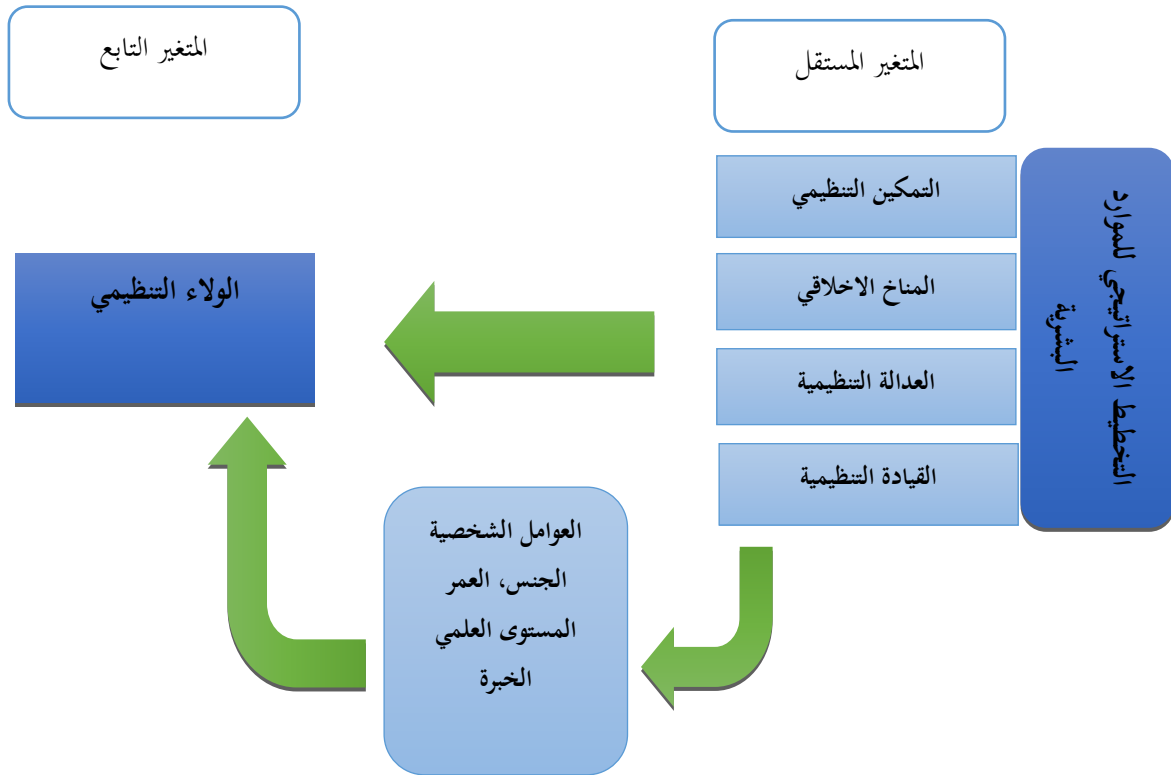 المتغير المستقل
المتغير التابع
التخطيط الاستراتيجي للموارد
البشرية
التمكين التنظيمي
المناخ الاخلاقي
العدالة التنظيمية
القيادة التنظيمية
الولاء التنظيمي
العوامل الشخصية
الجنس، العمر
المستوى العلمي
الخبرة